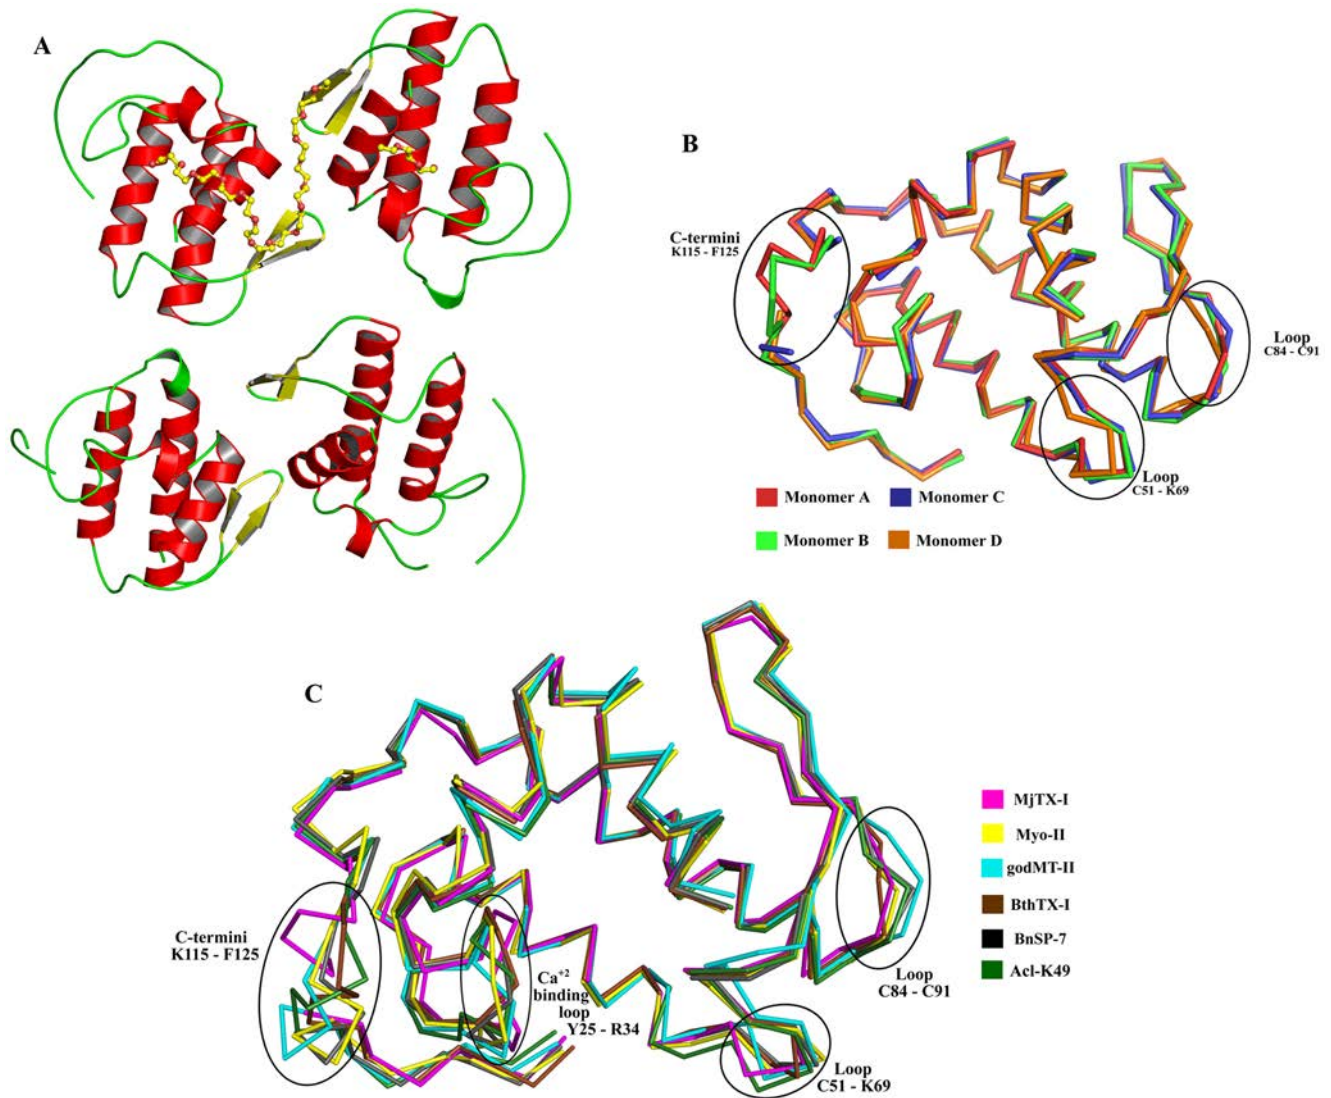 A
B
C-termini
K115 - F125
Loop
C84 - C91
Loop
C51 - K69
Monomer A
Monomer C
Monomer B
Monomer D
C
MjTX-I
Myo-II
godMT-II
BthTX-I
BnSP-7
Acl-K49
C-termini
K115 - F125
Ca+2
binding
loop
Y25 - R34
Loop
C84 - C91
Loop
C51 - K69